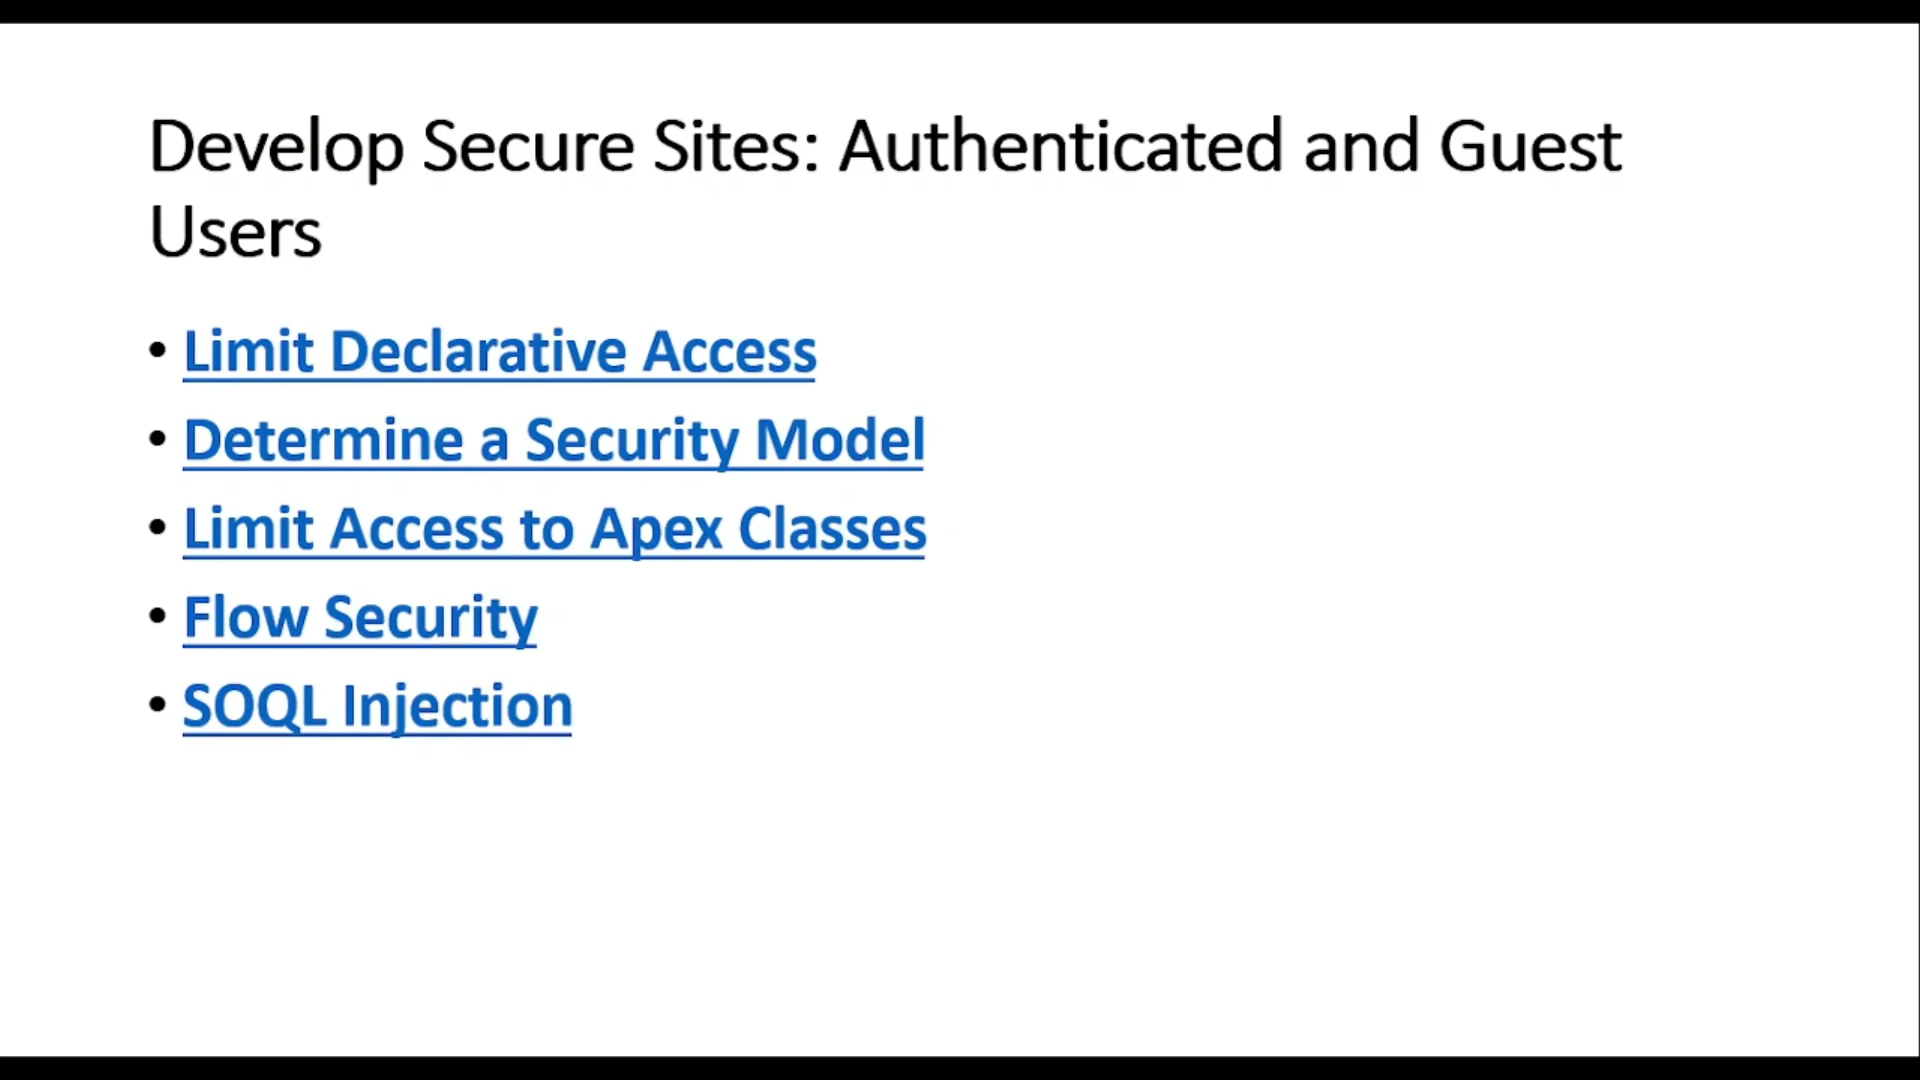 Develop Secure Sites: Authenticated and Guest
Users
• Limit Declarative Access
• Determine a Security Model
• Limit Access to Apex Classes
• Flow Security
• SOQL Injection